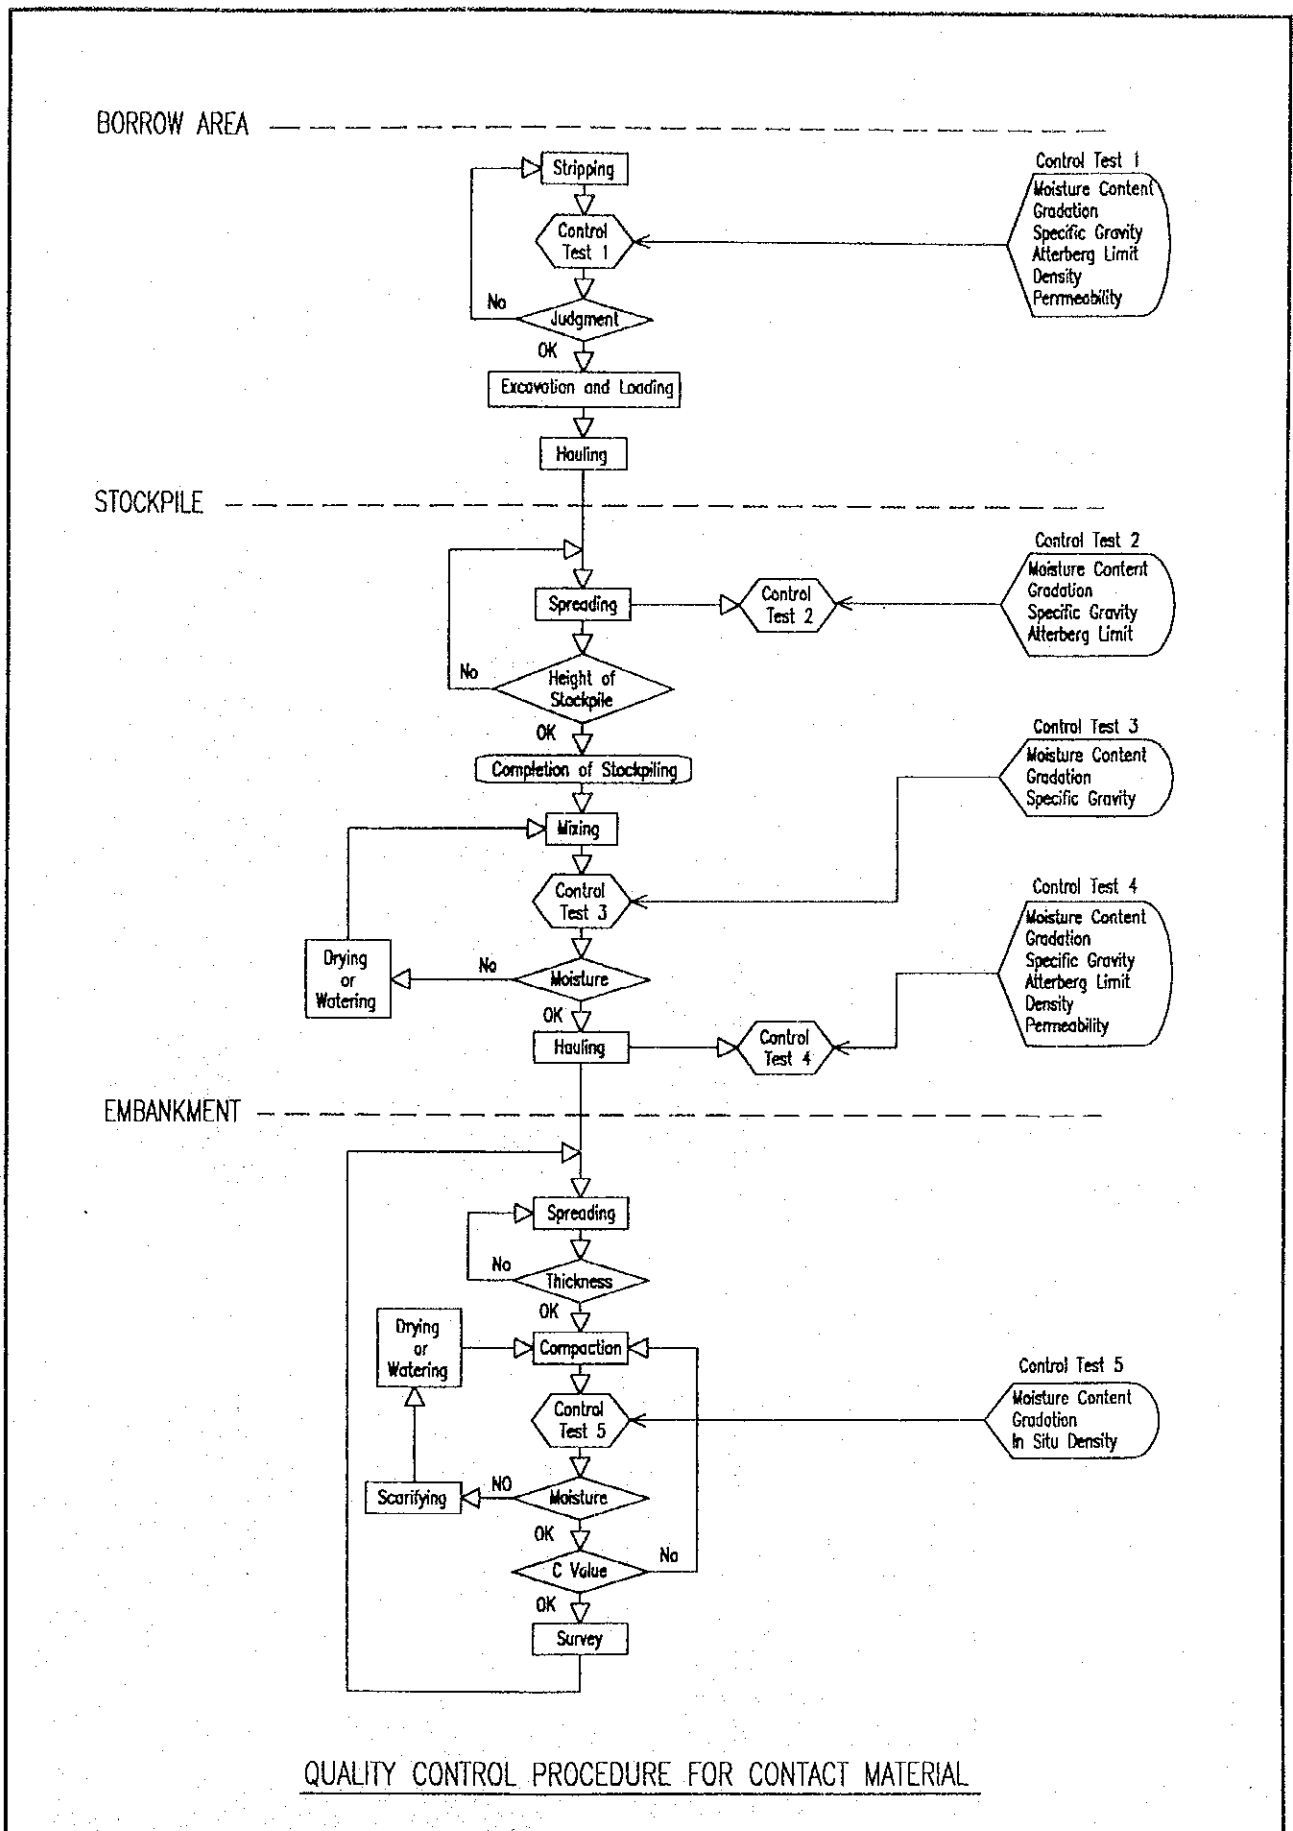 BORROW AREA
Stripping
Control Test 1
Moisture Content
Gradation
Specific Gravity
Atterberg Limit
Density
Permeability
Control
Test 1
No
Judgment
OK
Excavation and Loading
Hauling
STOCKPILE
Control Test 2
Moisture Content
Gradation
Specific Gravity
Atterberg Limit
Spreading
Control
Test 2
No
Height of
Stockpile
OK
Completion of Stockpiling
Control Test 3
Moisture Content
Gradation
Specific Gravity
Mixing
Control
Test 3
Control Test 4
Moisture Content
Gradation
Specific Gravity
Atterberg Limit
Density
Permeability
Drying
or
Watering
No
Moisture
OK
Hauling
Control
Test 4
EMBANKMENT
Spreading
No
Thickness
OK
Drying
or
Watering
Compaction
Control Test 5
Moisture Content
Gradation
In Situ Density
Control
Test 5
Scarifying
NO
Moisture
OK
C Value
No
OK
Survey
QUALITY CONTROL PROCEDURE FOR CONTACT MATERIAL